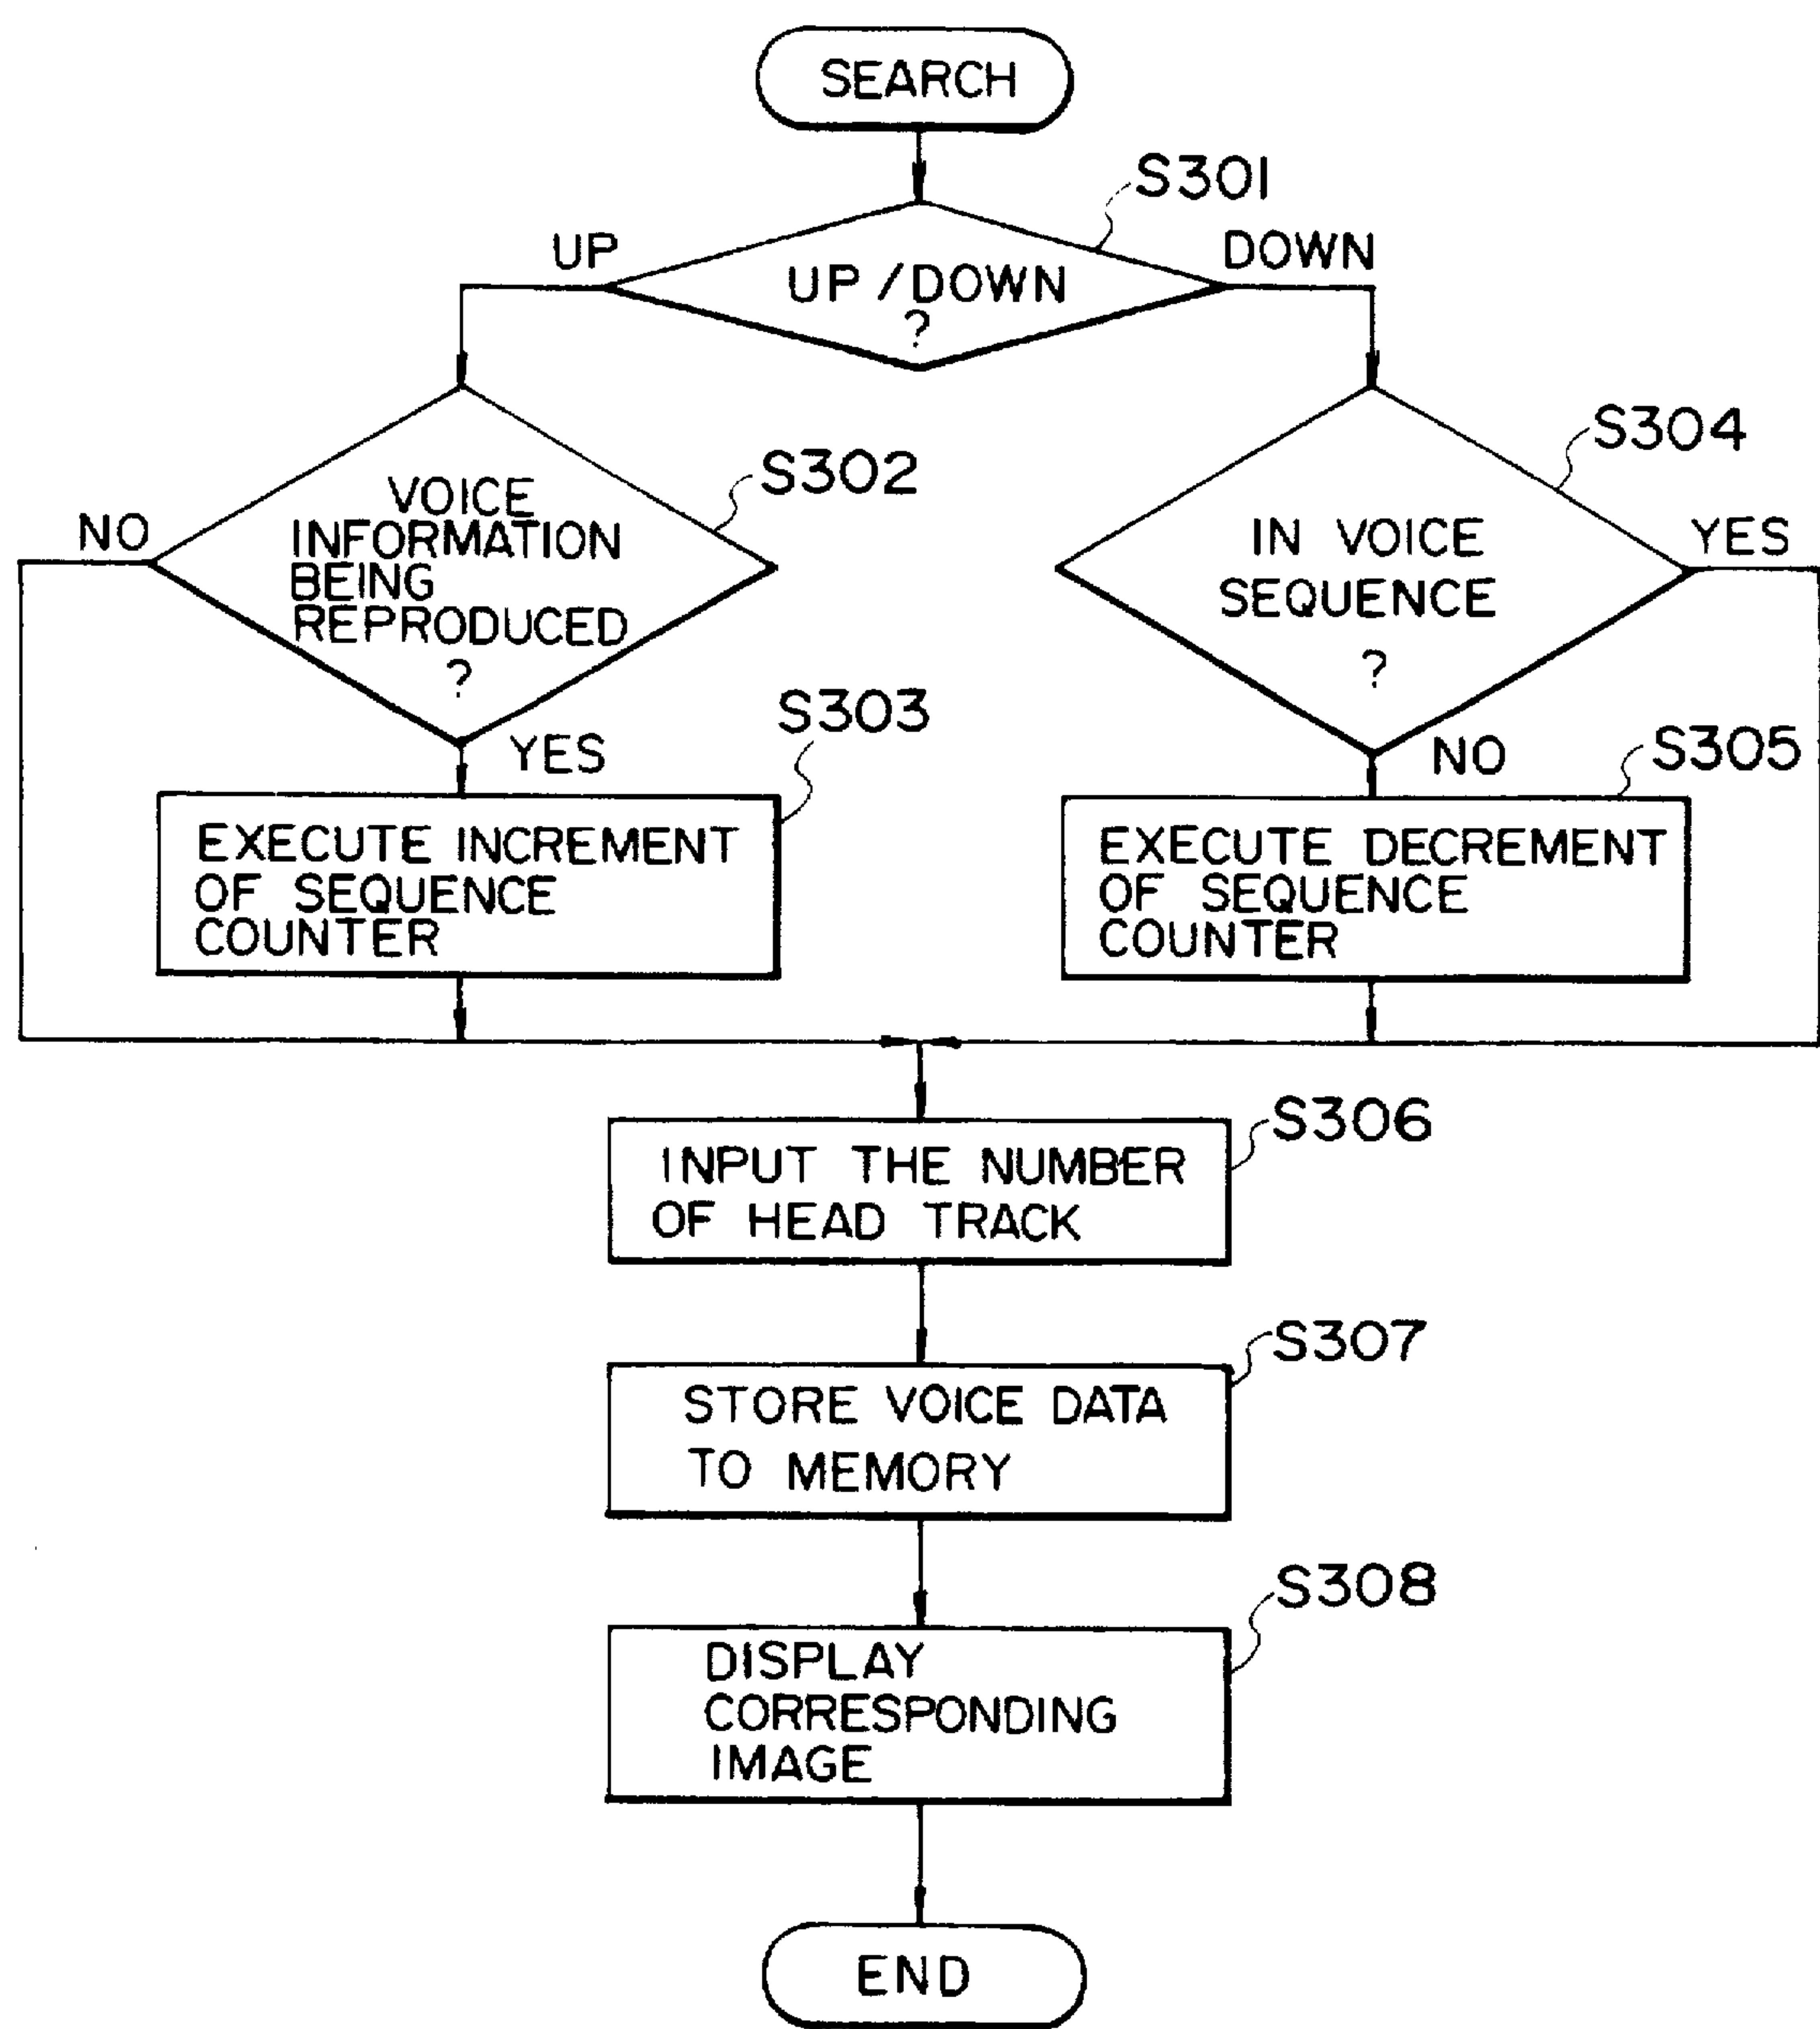 SEARCH
S301
UP
DOWN
UP/DOWN
?
S302
S304
VOICE
INFORMATION
BEING
REPRODUCED
?
NO
IN VOICE
SEQUENCE
?
YES
S303
YES
S305
NO
EXECUTE INCREMENT
OF SEQUENCE
COUNTER
EXECUTE DECREMENT
OF SEQUENCE
COUNTER
S306
INPUT THE NUMBER
OF HEAD TRACK
S307
STORE VOICE DATA
TO MEMORY
S308
DISPLAY
CORRESPONDING
IMAGE
END